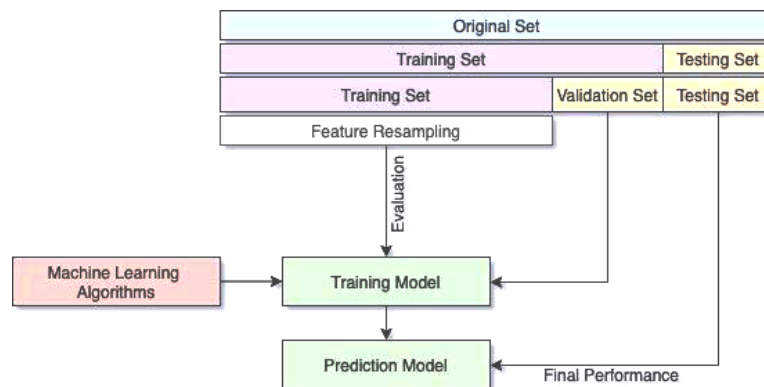 Original Set
Training Set
Testing Set
Training Set
Validation Set
Testing Set
Feature Resampling
Evaluation
Machine Learning
Algorithms
Training Model
Prediction Model
Final Performance